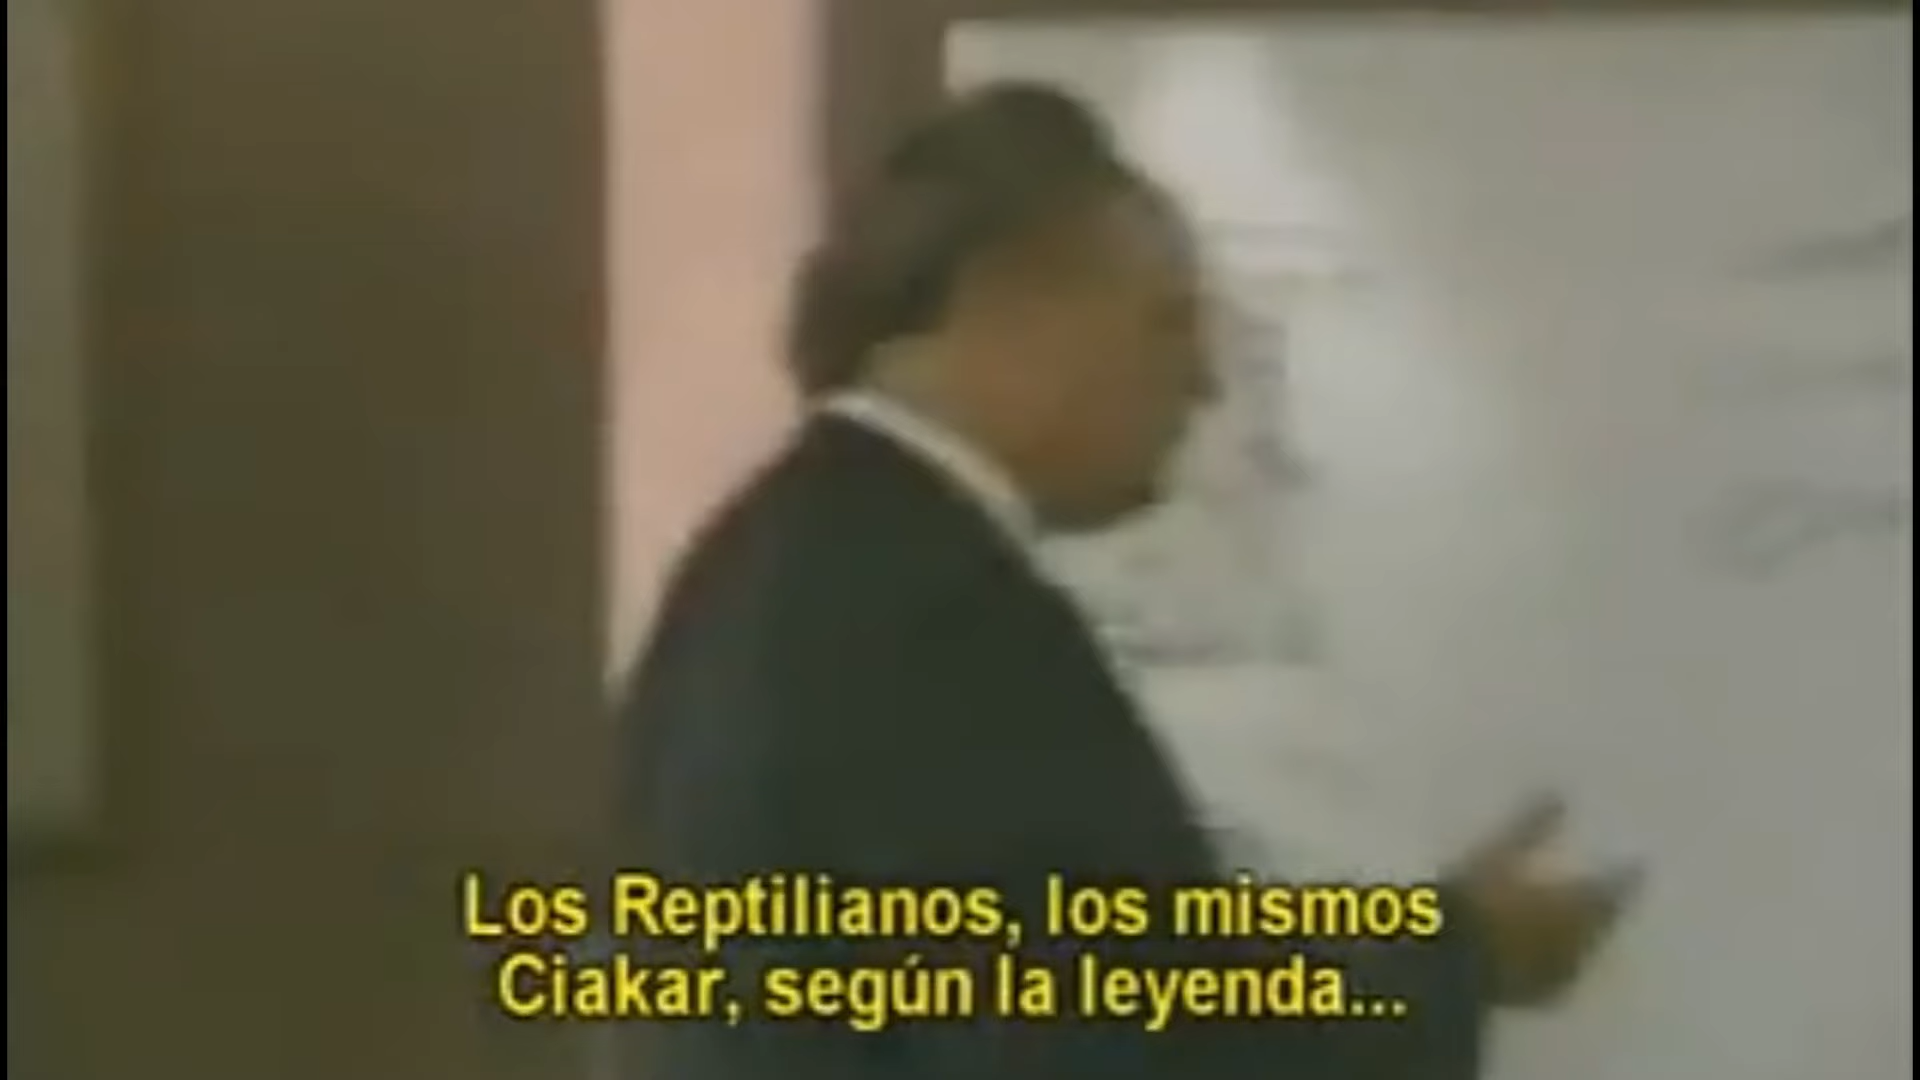 Los Reptilianos, los mismos
Ciakar, según la leyenda...